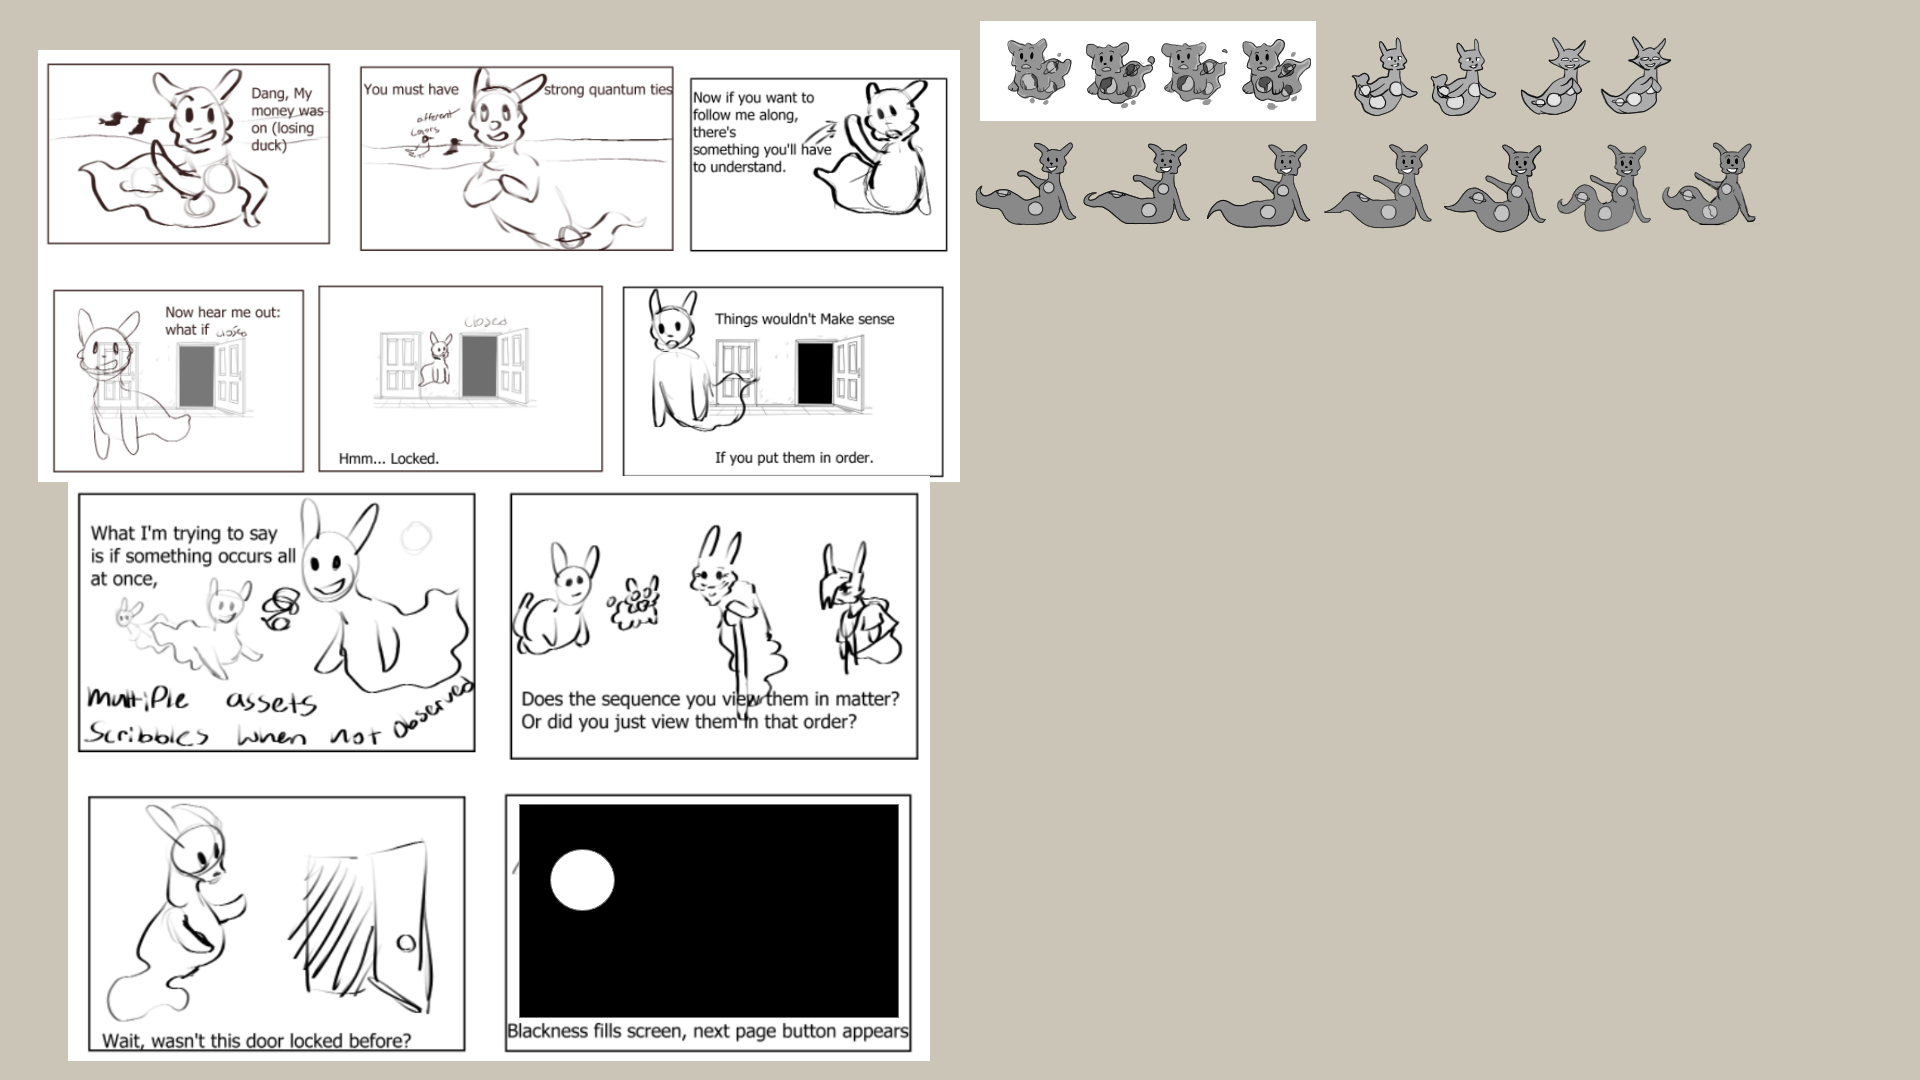 Dang, My
money was
on (losing
duck)
You must have strong quantum ties
different
colors
Now if you want to
follow me along,
there's
something you'll have
to understand.
Now hear me out:
what if
closed
closed
Hmm... Locked.
Things wouldn't Make sense
If you put them in order.
What I'm trying to say
is if something occurs all
at once,
multiple assets
Scribbles when not observed
Does the sequence you view them in matter?
Or did you just view them in that order?
Wait, wasn't this door locked before?
Blackness fills screen, next page button appears